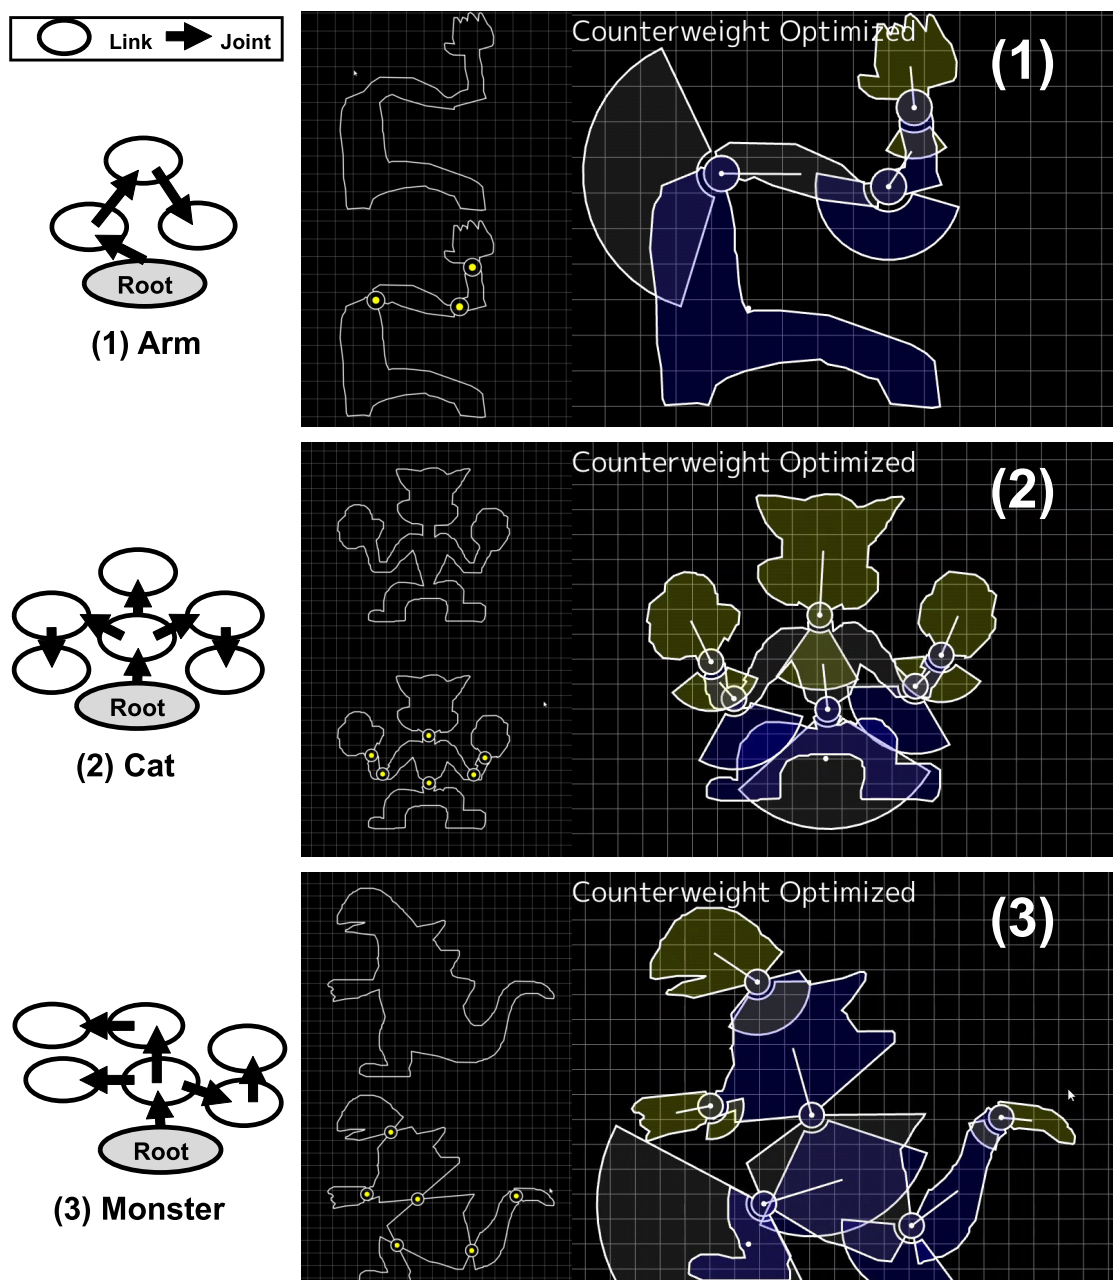 Link Joint
Counterweight Optimized
(1)
Root
(1) Arm
Counterweight Optimized
(2)
Root
(2) Cat
Counterweight Optimized
(3)
Root
(3) Monster